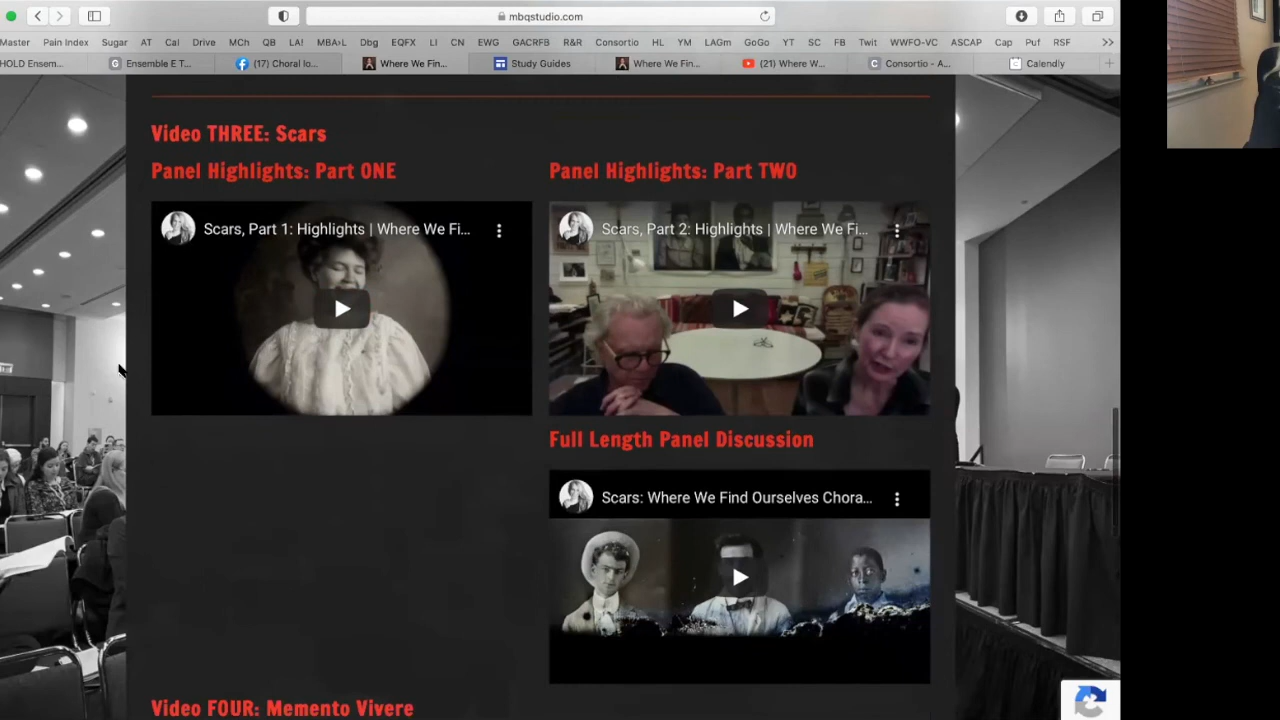 mbqstudio.com
Master Pain Index Sugar AT Cal Drive MCh QB LA! MBA>L Dbg EQFX LI CN EWG GACRFB R&R Consortio HL YM LAGm GoGo YT SC FB Twit WWFO-VC ASCAP Cap Puf RSF
HOLD Ensem... Ensemble E T... (17) Choral lo... Where We Fin... Study Guides Where We Fin... (21) Where W... Consortio - A... Calendly
Video THREE: Scars
Panel Highlights: Part ONE
Panel Highlights: Part TWO
Scars, Part 1: Highlights | Where We Fi...
Scars, Part 2: Highlights | Where We Fi...
Full Length Panel Discussion
Scars: Where We Find Ourselves Chora...
Video FOUR: Memento Vivere